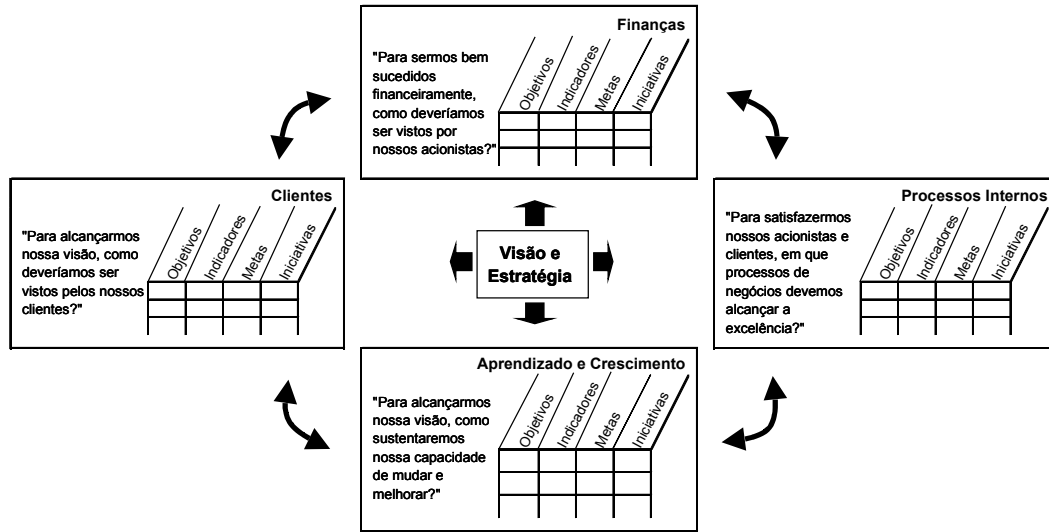 Finanças
"Para sermos bem
sucedidos
financeiramente,
como deveríamos
ser vistos por
nossos acionistas?"
Objetivos
Indicadores
Metas
Iniciativas
Clientes
"Para alcançarmos
nossa visão, como
deveríamos ser
vistos pelos nossos
clientes?"
Objetivos
Indicadores
Metas
Iniciativas
Visão e
Estratégia
Processos Internos
"Para satisfazermos
nossos acionistas e
clientes, em que
processos de
negócios devemos
alcançar a
excelência?"
Objetivos
Indicadores
Metas
Iniciativas
Aprendizado e Crescimento
"Para alcançarmos
nossa visão, como
sustentaremos
nossa capacidade
de mudar e
melhorar?"
Objetivos
Indicadores
Metas
Iniciativas